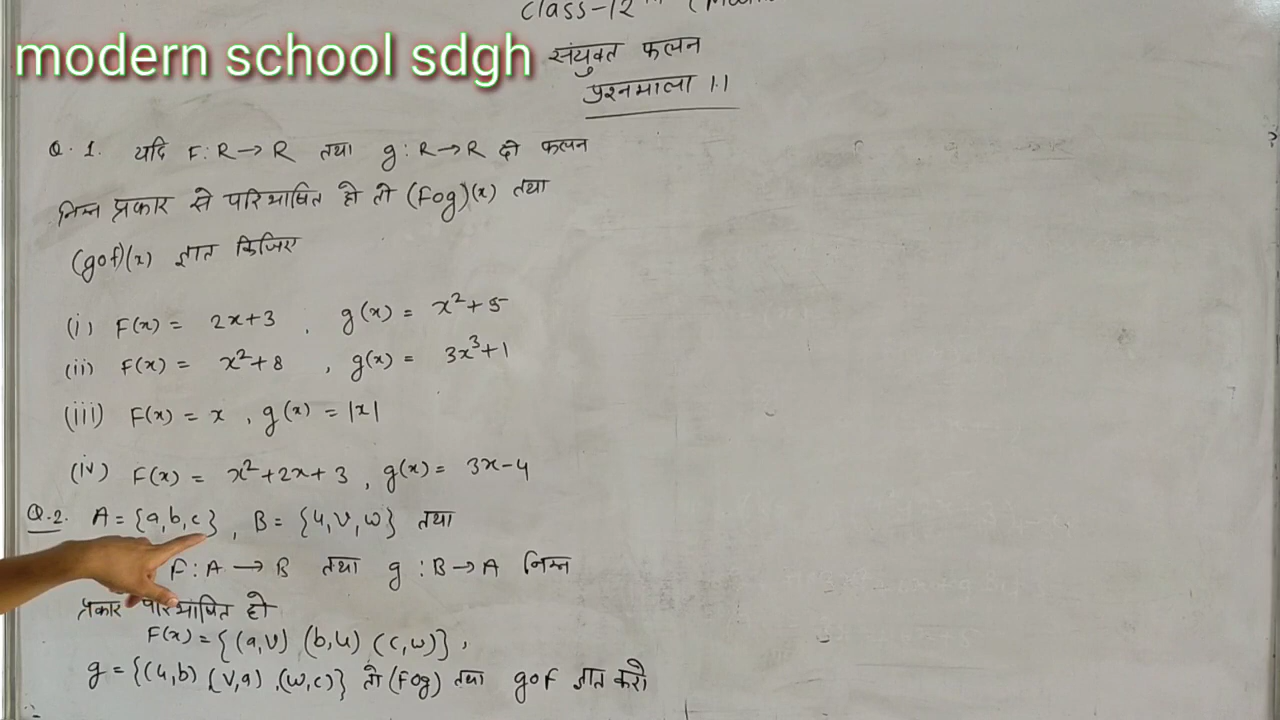 Class-12th
modern school sdgh
संयुक्त फलन
प्रश्नमाला 1.1
Q. 1. यदि F:R→R तथा g:R→R दो फलन
निम्न प्रकार से परिभाषित हो तो (Fog)(x) तथा
(gof)(x) ज्ञात किजिए
(i) F(x) = 2x+3 , g(x) = x²+5
(ii) F(x) = x²+8 , g(x) = 3x³+1
(iii) F(x) = x , g(x) = |x|
(iv) F(x) = x²+2x+3 , g(x) = 3x-4
Q.2. A = {a,b,c} , B = {u,v,w} तथा
F:A→B तथा g:B→A निम्न
प्रकार परिभाषित हो
F(x) = {(a,v) (b,u) (c,w)},
g = {(u,b) (v,a) ,(w,c)} तो (Fog) तथा gof ज्ञात करो